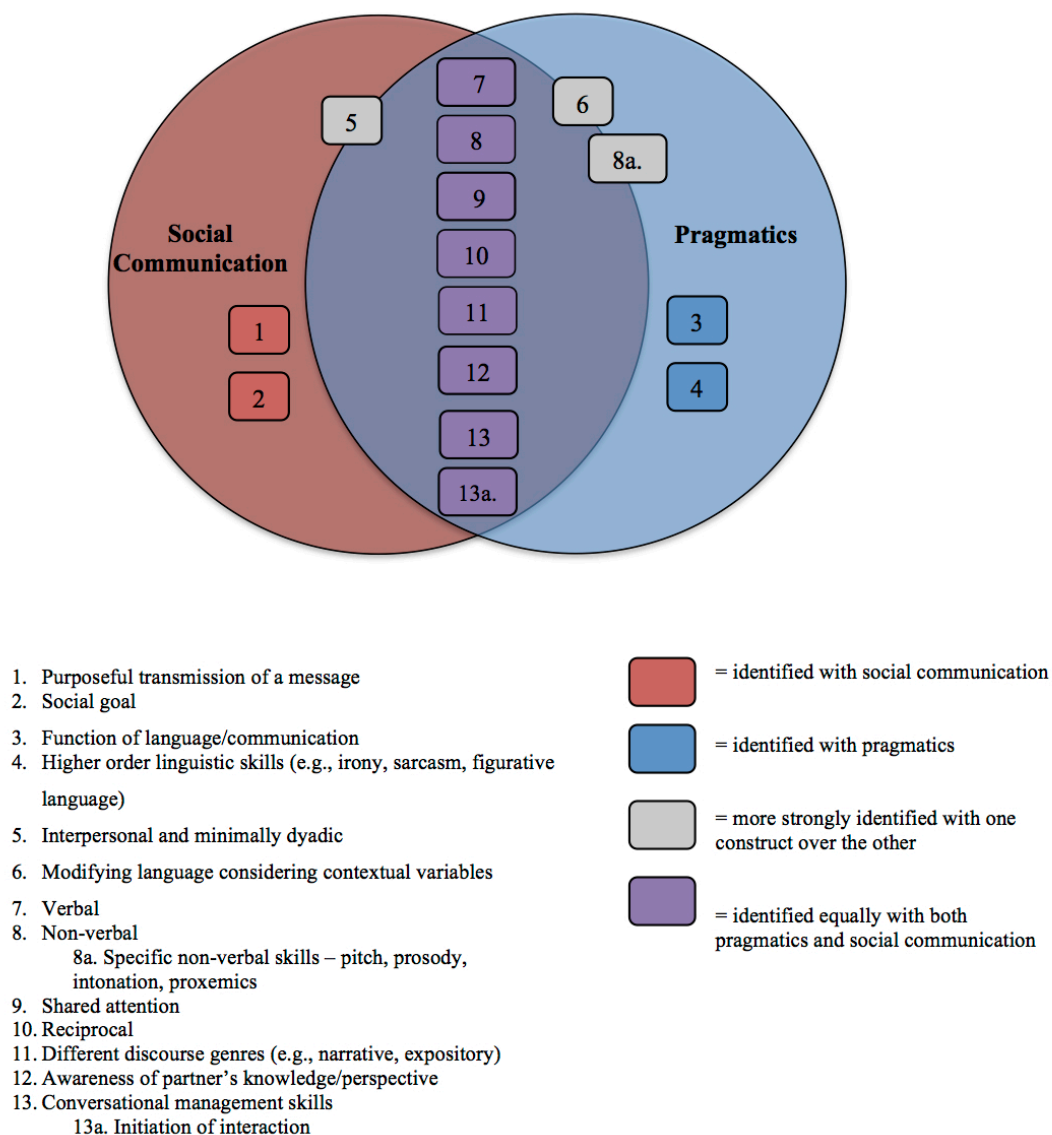 7
6
5
8
8a.
9
Social
Communication
Pragmatics
10
11
3
1
12
4
2
13
13a.
1. Purposeful transmission of a message
2. Social goal
3. Function of language/communication
4. Higher order linguistic skills (e.g., irony, sarcasm, figurative
language)
5. Interpersonal and minimally dyadic
6. Modifying language considering contextual variables
7. Verbal
8. Non-verbal
8a. Specific non-verbal skills – pitch, prosody,
intonation, proxemics
9. Shared attention
10. Reciprocal
11. Different discourse genres (e.g., narrative, expository)
12. Awareness of partner’s knowledge/perspective
13. Conversational management skills
13a. Initiation of interaction
= identified with social communication
= identified with pragmatics
= more strongly identified with one
construct over the other
= identified equally with both
pragmatics and social communication